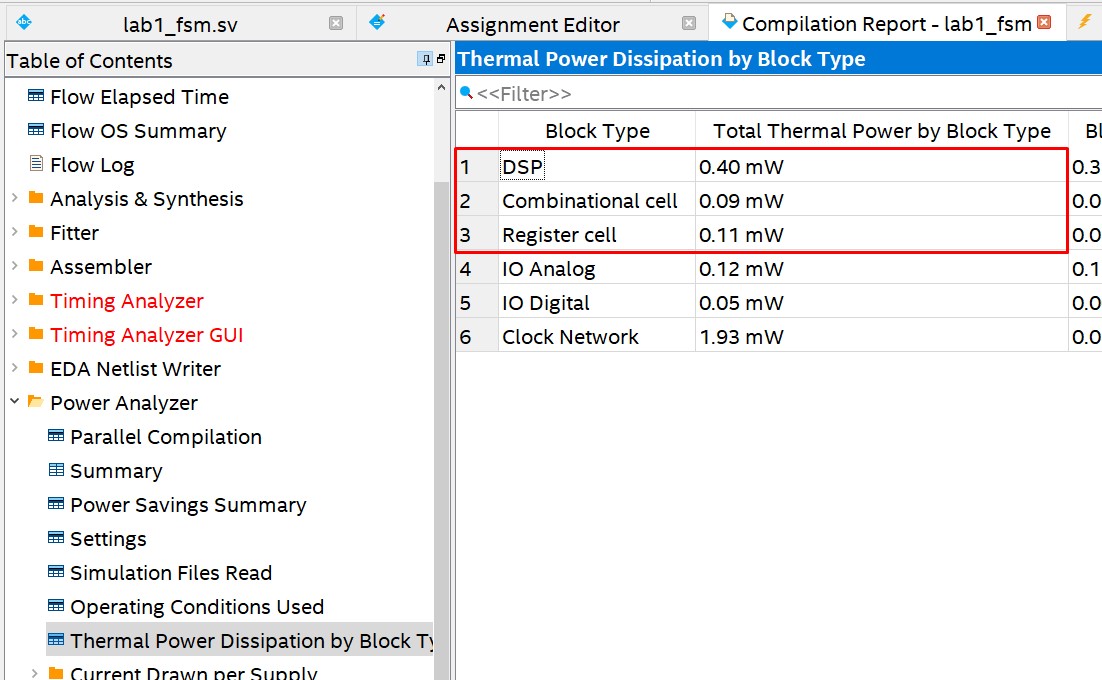 lab1_fsm.sv
Assignment Editor
Compilation Report - lab1_fsm
Table of Contents
Flow Elapsed Time
Flow OS Summary
Flow Log
Analysis & Synthesis
Fitter
Assembler
Timing Analyzer
Timing Analyzer GUI
EDA Netlist Writer
Power Analyzer
Parallel Compilation
Summary
Power Savings Summary
Settings
Simulation Files Read
Operating Conditions Used
Thermal Power Dissipation by Block Ty
Current Drawn per Supply
Thermal Power Dissipation by Block Type
<<Filter>>
Block Type Total Thermal Power by Block Type Bl
1 DSP 0.40 mW 0.3
2 Combinational cell 0.09 mW 0.0
3 Register cell 0.11 mW 0.0
4 IO Analog 0.12 mW 0.1
5 IO Digital 0.05 mW 0.0
6 Clock Network 1.93 mW 0.0